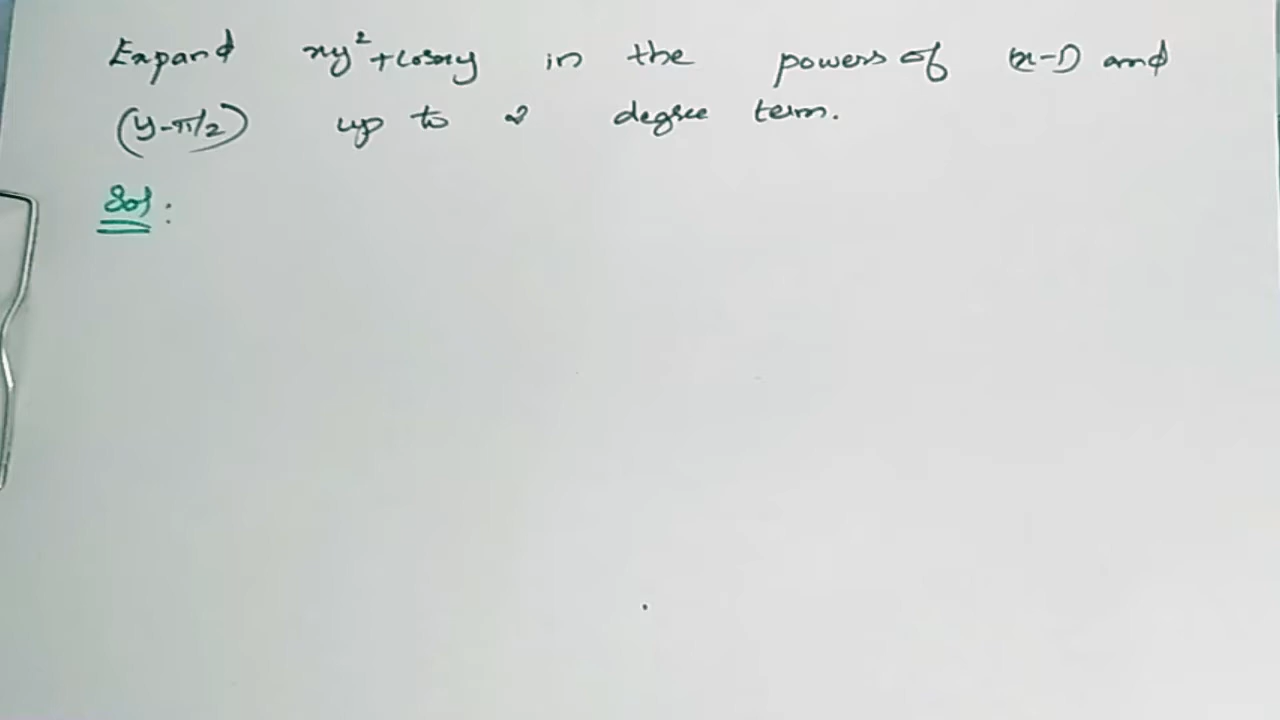 Expand xy²+cosxy in the powers of (x-1) and
(y-π/2) up to 2 degree term.
Sol: